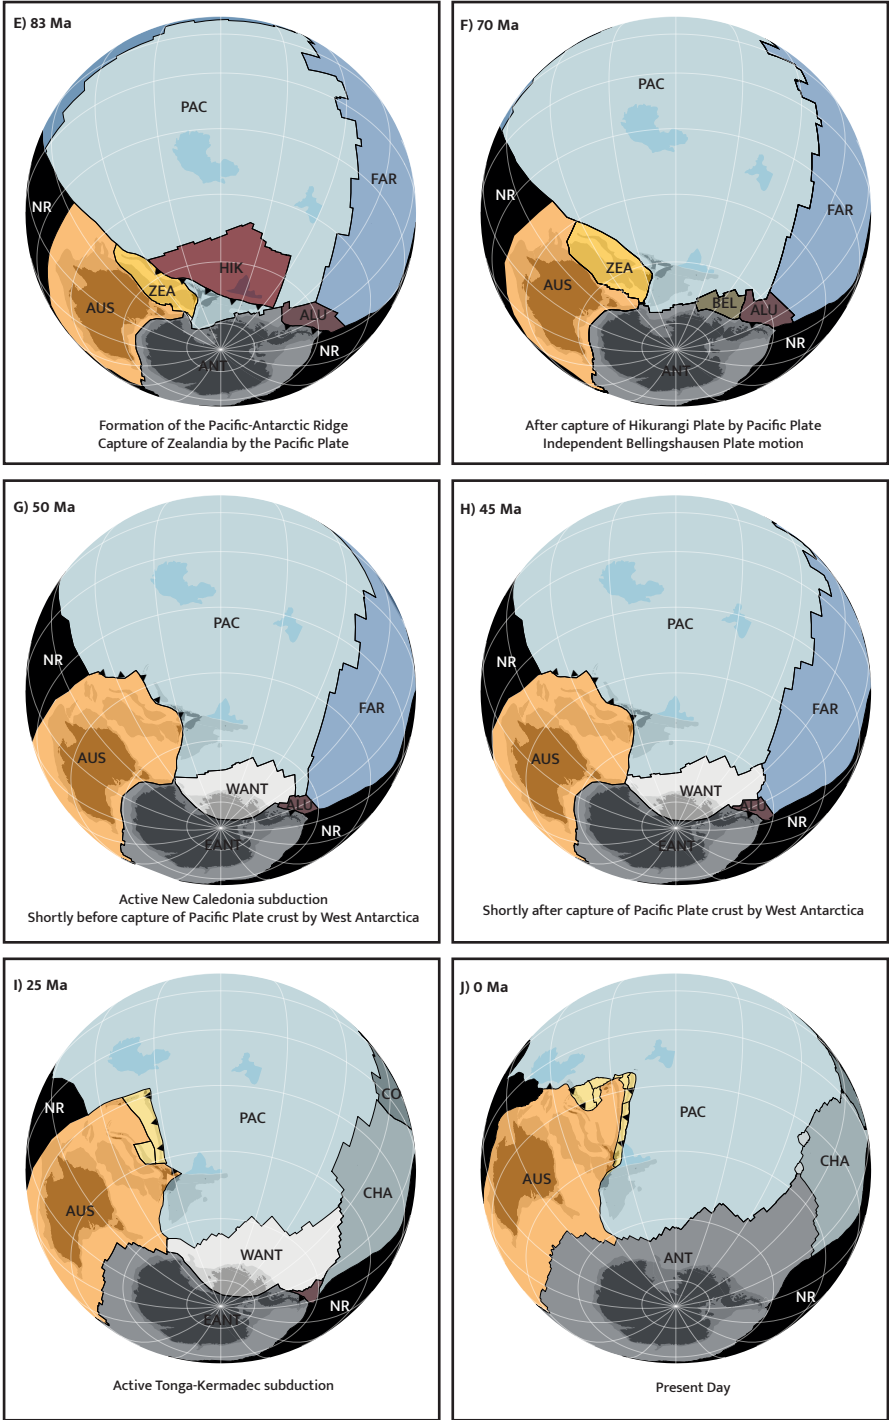 E) 83 Ma
PAC
FAR
NR
HIK
ZEA
AUS
ALU
NR
ANT
Formation of the Pacific-Antarctic Ridge
Capture of Zealandia by the Pacific Plate
F) 70 Ma
PAC
NR
FAR
ZEA
AUS
BEL
ALU
NR
ANT
After capture of Hikurangi Plate by Pacific Plate
Independent Bellingshausen Plate motion
G) 50 Ma
PAC
NR
FAR
AUS
WANT
ALU
NR
EANT
Active New Caledonia subduction
Shortly before capture of Pacific Plate crust by West Antarctica
H) 45 Ma
PAC
NR
FAR
AUS
WANT
ALU
NR
EANT
Shortly after capture of Pacific Plate crust by West Antarctica
I) 25 Ma
CO
NR
PAC
CHA
AUS
WANT
NR
EANT
Active Tonga-Kermadec subduction
J) 0 Ma
PAC
CHA
AUS
ANT
NR
Present Day